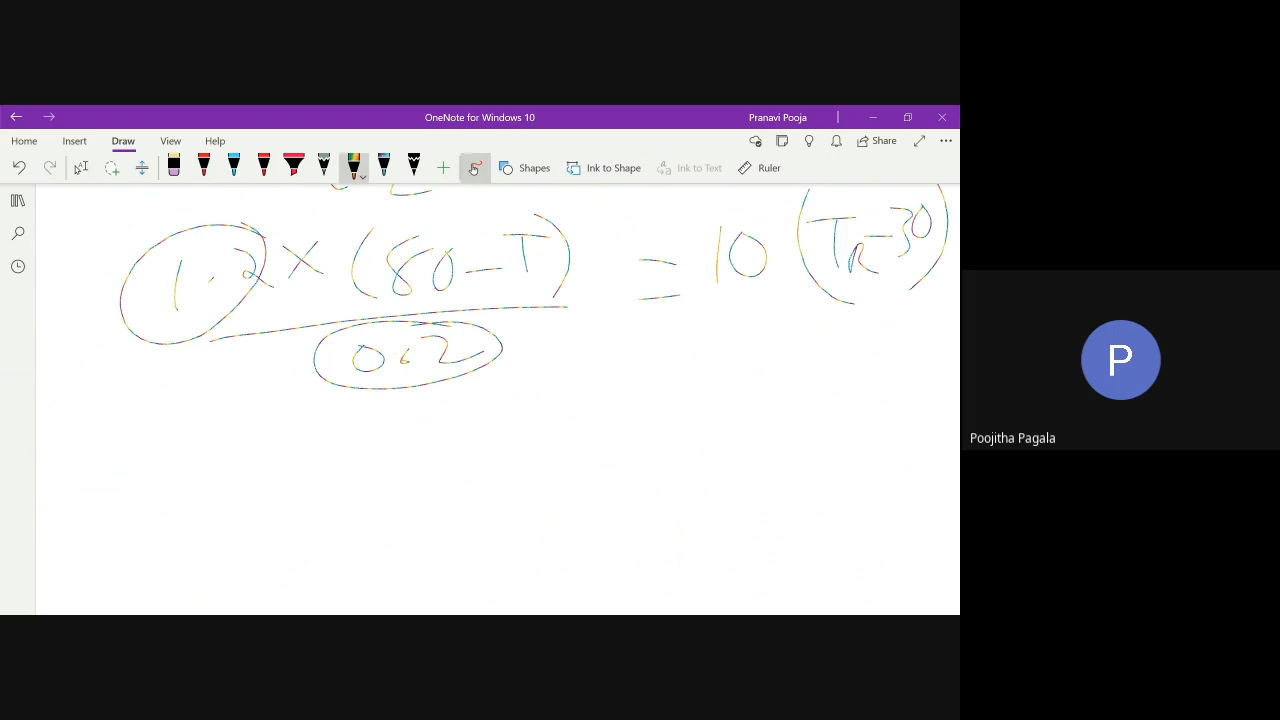 OneNote for Windows 10
Pranavi Pooja
Home Insert Draw View Help
Share
Shapes Ink to Shape Ink to Text Ruler
1.2 × (80 - T) = 10 (T2 - 30
0.2
P
Poojitha Pagala